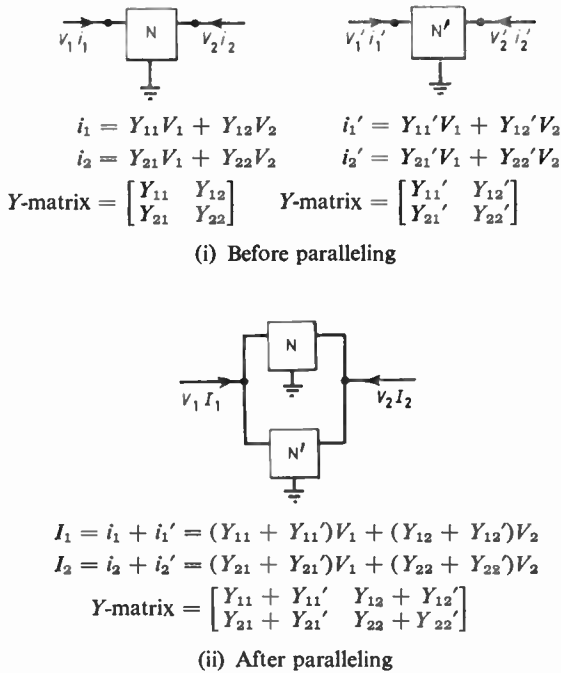 N N'
V₁ i₁ V₂ i₂ V₁' i₁' V₂' i₂'
i₁ = Y₁₁V₁ + Y₁₂V₂ i₁' = Y₁₁'V₁ + Y₁₂'V₂
i₂ = Y₂₁V₁ + Y₂₂V₂ i₂' = Y₂₁'V₁ + Y₂₂'V₂
Y-matrix = [Y₁₁ Y₁₂ Y-matrix = [Y₁₁' Y₁₂'
Y₂₁ Y₂₂] Y₂₁' Y₂₂']
(i) Before paralleling
N
V₁ I₁ V₂ I₂
N'
I₁ = i₁ + i₁' = (Y₁₁ + Y₁₁')V₁ + (Y₁₂ + Y₁₂')V₂
I₂ = i₂ + i₂' = (Y₂₁ + Y₂₁')V₁ + (Y₂₂ + Y₂₂')V₂
Y-matrix = [Y₁₁ + Y₁₁' Y₁₂ + Y₁₂'
Y₂₁ + Y₂₁' Y₂₂ + Y₂₂']
(ii) After paralleling